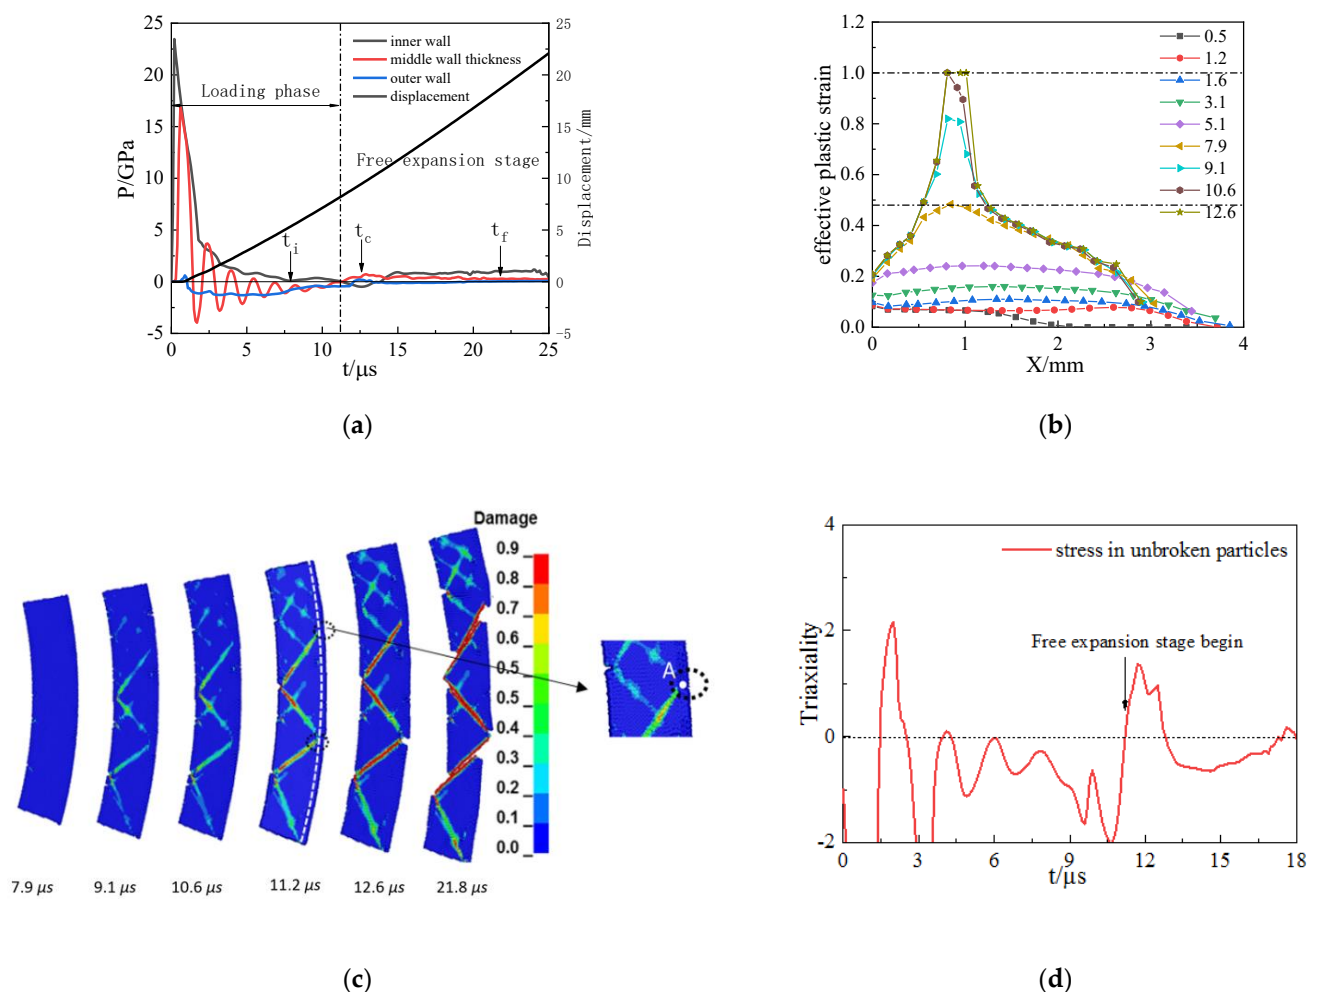 25
20
15
10
5
0
-5
P/GPa
inner wall
middle wall thickness
outer wall
displacement
Loading phase
Free expansion stage
t_i
t_c
t_f
25
20
15
10
5
0
-5
Displacement/mm
0 5 10 15 20 25
t/μs
(a)
1.2
1.0
0.8
0.6
0.4
0.2
0.0
effective plastic strain
0.5
1.2
1.6
3.1
5.1
7.9
9.1
10.6
12.6
0 1 2 3 4
X/mm
(b)
Damage
0.9
0.8
0.7
0.6
0.5
0.4
0.3
0.2
0.1
0.0
A
7.9 μs 9.1 μs 10.6 μs 11.2 μs 12.6 μs 21.8 μs
(c)
4
2
0
-2
Triaxiality
stress in unbroken particles
Free expansion stage begin
0 3 6 9 12 15 18
t/μs
(d)